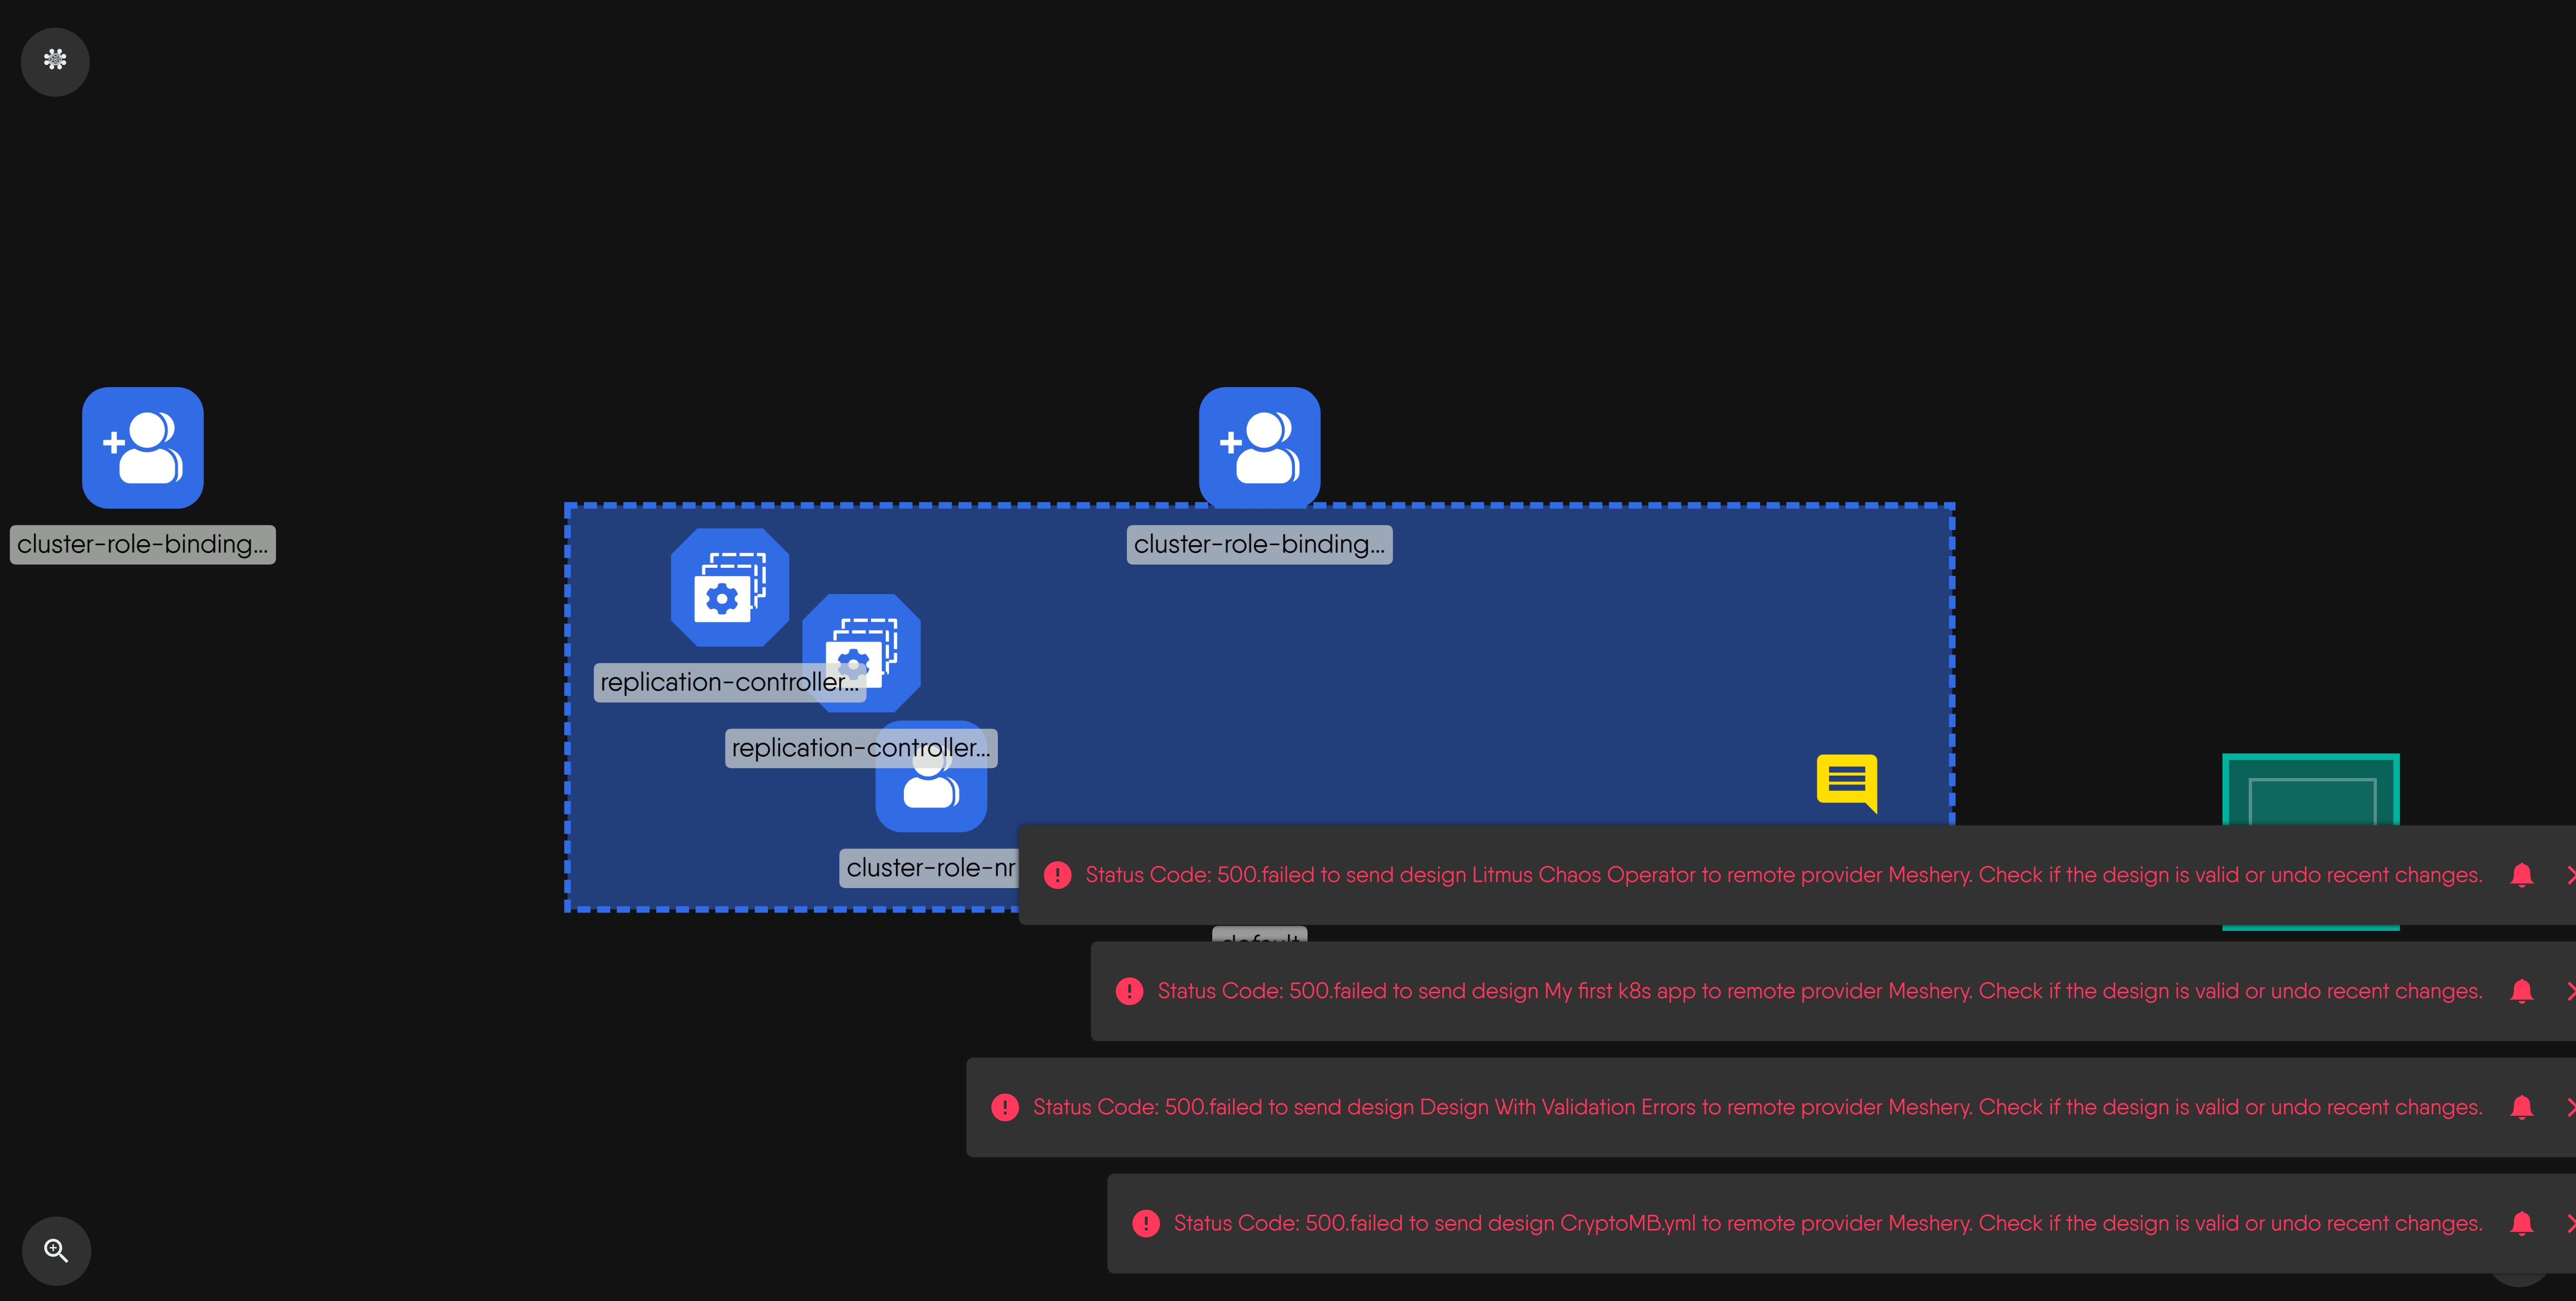 cluster-role-binding...
cluster-role-binding...
replication-controller...
replication-controller...
cluster-role-nr
Status Code: 500.failed to send design Litmus Chaos Operator to remote provider Meshery. Check if the design is valid or undo recent changes.
default
Status Code: 500.failed to send design My first k8s app to remote provider Meshery. Check if the design is valid or undo recent changes.
Status Code: 500.failed to send design Design With Validation Errors to remote provider Meshery. Check if the design is valid or undo recent changes.
Status Code: 500.failed to send design CryptoMB.yml to remote provider Meshery. Check if the design is valid or undo recent changes.